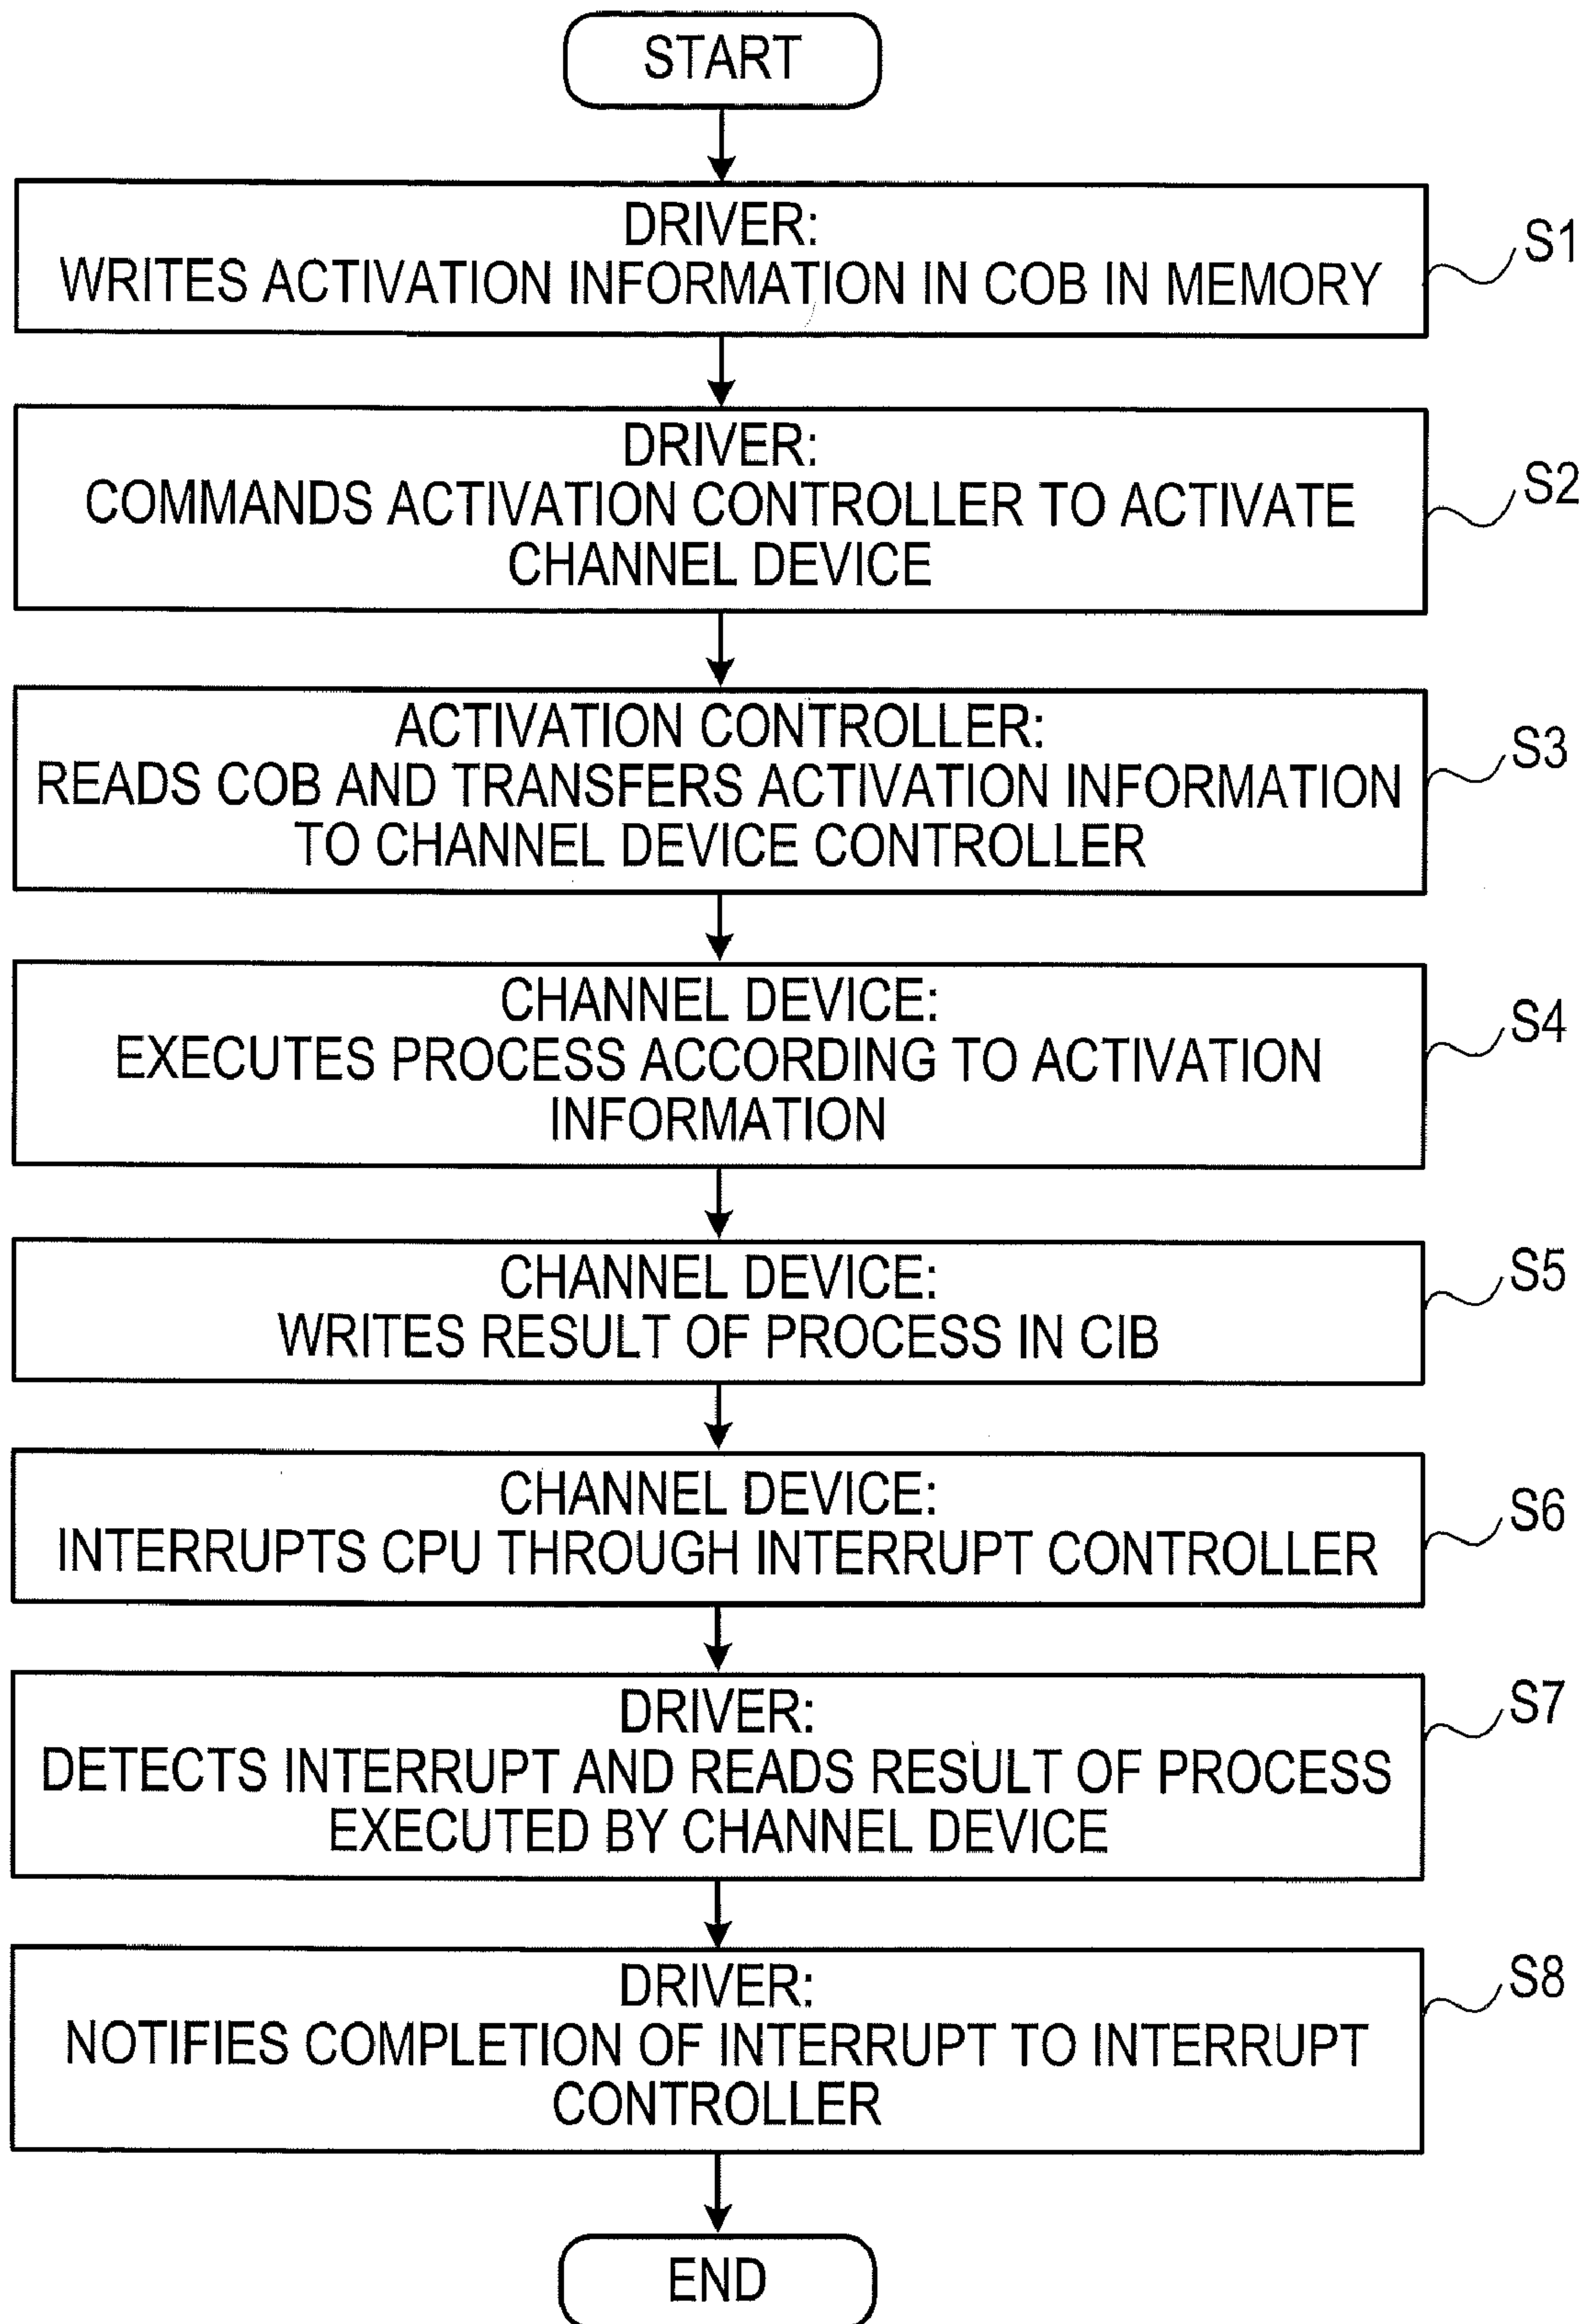 START
DRIVER:
WRITES ACTIVATION INFORMATION IN COB IN MEMORY
S1
DRIVER:
COMMANDS ACTIVATION CONTROLLER TO ACTIVATE
CHANNEL DEVICE
S2
ACTIVATION CONTROLLER:
READS COB AND TRANSFERS ACTIVATION INFORMATION
TO CHANNEL DEVICE CONTROLLER
S3
CHANNEL DEVICE:
EXECUTES PROCESS ACCORDING TO ACTIVATION
INFORMATION
S4
CHANNEL DEVICE:
WRITES RESULT OF PROCESS IN CIB
S5
CHANNEL DEVICE:
INTERRUPTS CPU THROUGH INTERRUPT CONTROLLER
S6
DRIVER:
DETECTS INTERRUPT AND READS RESULT OF PROCESS
EXECUTED BY CHANNEL DEVICE
S7
DRIVER:
NOTIFIES COMPLETION OF INTERRUPT TO INTERRUPT
CONTROLLER
S8
END